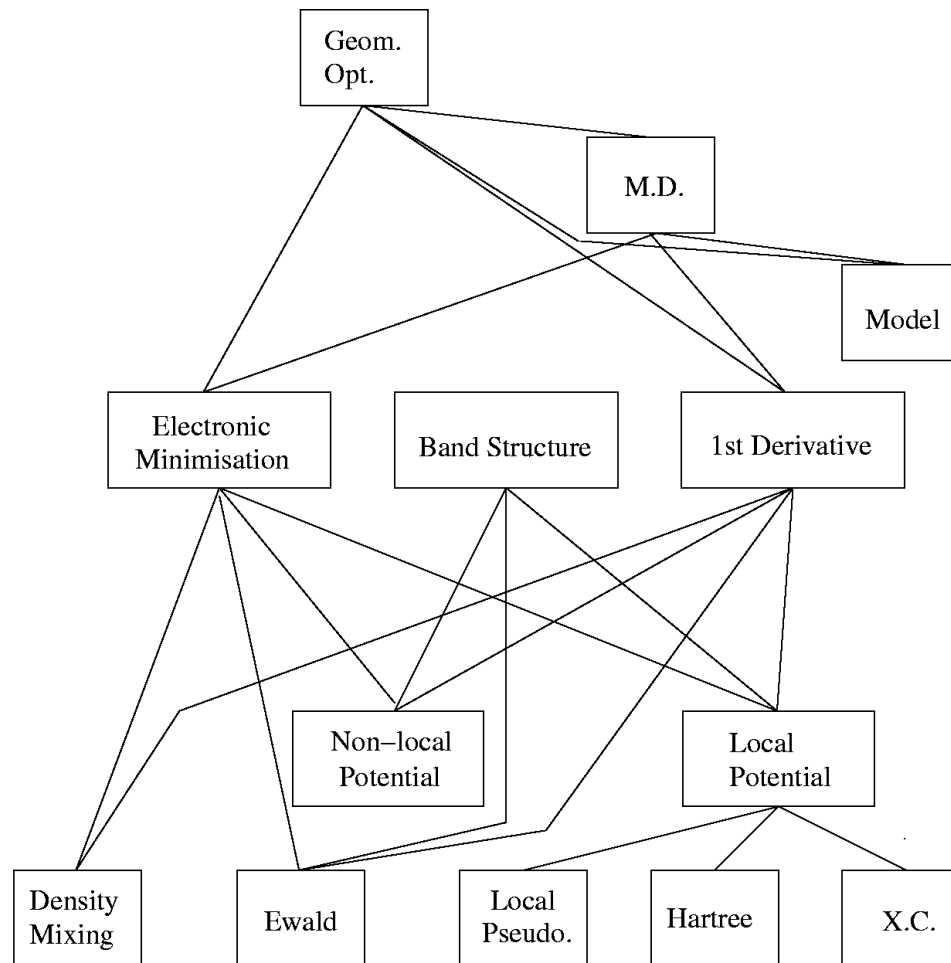 Geom.
Opt.
M.D.
Model
Electronic
Minimisation
Band Structure
1st Derivative
Non–local
Potential
Local
Potential
Density
Mixing
Ewald
Local
Pseudo.
Hartree
X.C.